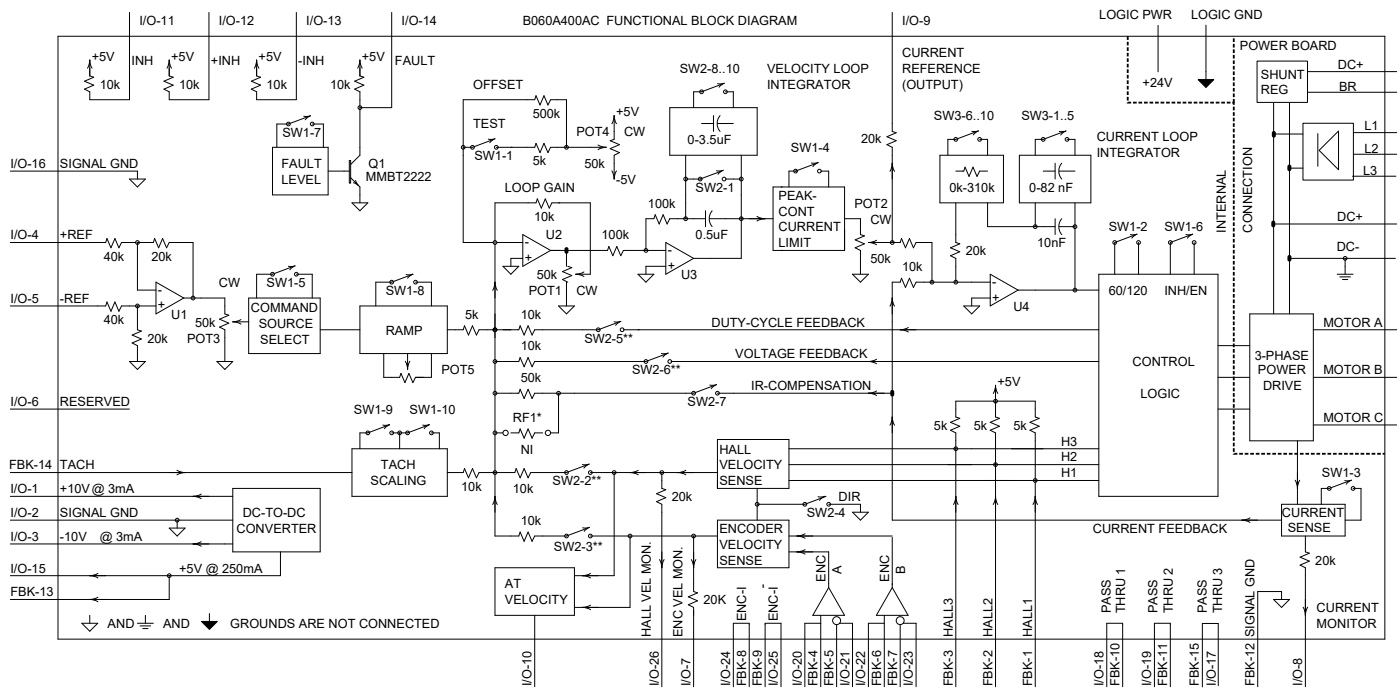 I/O-11
I/O-12
I/O-13
I/O-14
B060A400AC FUNCTIONAL BLOCK DIAGRAM
I/O-9
LOGIC PWR
LOGIC GND
+5V
INH
10k
+5V
+INH
10k
+5V
-INH
10k
+5V
FAULT
10k
SW1-7
FAULT
LEVEL
Q1
MMBT2222
I/O-16
SIGNAL GND
OFFSET
500k
TEST
SW1-1
5k
POT4
+5V
CW
50k
-5V
SW2-8..10
0-3.5uF
VELOCITY LOOP
INTEGRATOR
SW2-1
0.5uF
CURRENT
REFERENCE
(OUTPUT)
20k
SW3-6..10
0k-310k
SW3-1..5
0-82 nF
CURRENT LOOP
INTEGRATOR
10nF
20k
+24V
INTERNAL
CONNECTION
POWER BOARD
SHUNT
REG
DC+
BR
L1
L2
L3
DC+
DC-
I/O-4
+REF
40k
20k
I/O-5
-REF
40k
20k
U1
CW
50k
POT3
SW1-5
COMMAND
SOURCE
SELECT
SW1-8
RAMP
POT5
5k
LOOP GAIN
10k
U2
50k
POT1
CW
100k
100k
U3
SW1-4
PEAK-
CONT
CURRENT
LIMIT
POT2
CW
50k
10k
U4
SW1-2
SW1-6
60/120
INH/EN
CONTROL
LOGIC
10k
SW2-5**
DUTY-CYCLE FEEDBACK
10k
SW2-6**
VOLTAGE FEEDBACK
50k
SW2-7
IR-COMPENSATION
RF1*
NI
3-PHASE
POWER
DRIVE
MOTOR A
MOTOR B
MOTOR C
I/O-6
RESERVED
SW1-9
SW1-10
FBK-14
TACH
TACH
SCALING
10k
10k
SW2-2**
HALL
VELOCITY
SENSE
+5V
5k
5k
5k
H3
H2
H1
I/O-1
+10V @ 3mA
I/O-2
SIGNAL GND
I/O-3
-10V @ 3mA
DC-TO-DC
CONVERTER
I/O-15
+5V @ 250mA
FBK-13
10k
SW2-3**
20k
DIR
SW2-4
ENCODER
VELOCITY
SENSE
SW1-3
CURRENT FEEDBACK
CURRENT
SENSE
20k
AT
VELOCITY
HALL VEL MON.
ENC VEL MON.
20K
ENC-I
ENC-I'
ENC
A
ENC
B
HALL3
HALL2
HALL1
PASS
THRU 1
PASS
THRU 2
PASS
THRU 3
SIGNAL GND
CURRENT
MONITOR
AND
AND
GROUNDS ARE NOT CONNECTED
I/O-10
I/O-26
I/O-7
I/O-24
FBK-8
FBK-9
I/O-25
I/O-20
FBK-4
FBK-5
I/O-21
I/O-22
FBK-6
FBK-7
I/O-23
FBK-3
FBK-2
FBK-1
I/O-18
FBK-10
I/O-19
FBK-11
FBK-15
I/O-17
FBK-12
I/O-8